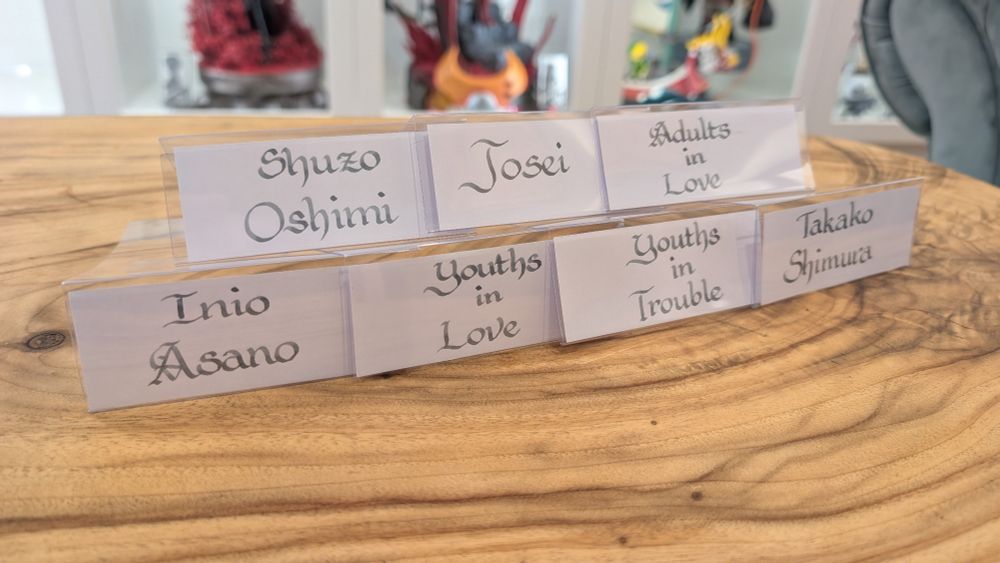 Shuzo
Oshimi
Josei
Adults
in
Love
Inio
Asano
Youths
in
Love
Youths
in
Trouble
Takako
Shimura